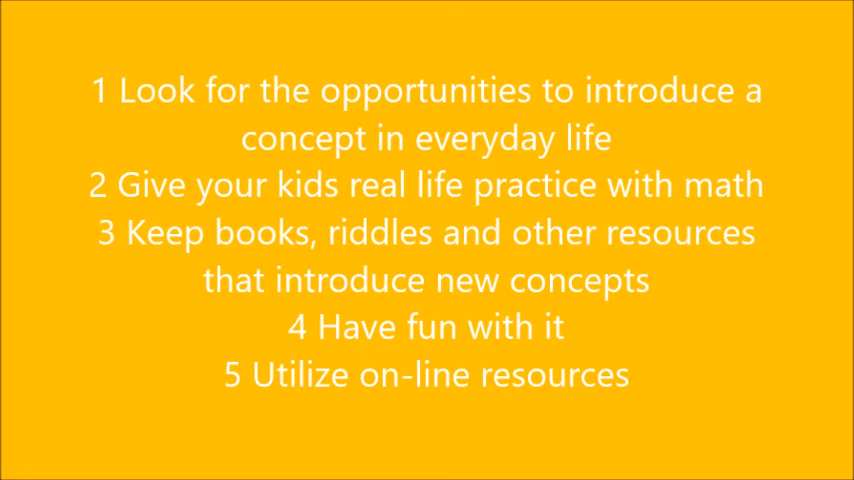 1 Look for the opportunities to introduce a
concept in everyday life
2 Give your kids real life practice with math
3 Keep books, riddles and other resources
that introduce new concepts
4 Have fun with it
5 Utilize on-line resources